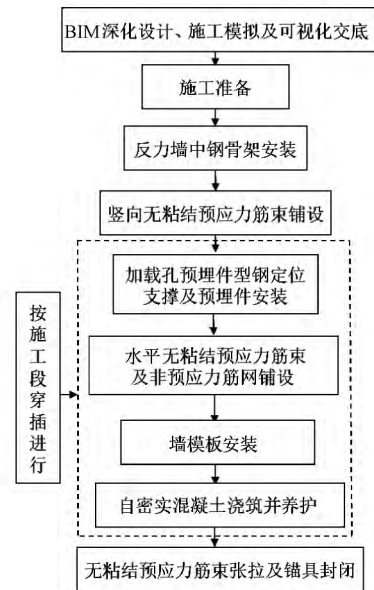 BIM深化设计、施工模拟及可视化交底
施工准备
反力墙中钢骨架安装
竖向无粘结预应力筋束铺设
加载孔预埋件型钢定位
支撑及预埋件安装
按施工段穿插进行
水平无粘结预应力筋束
及非预应力筋网铺设
墙模板安装
自密实混凝土浇筑并养护
无粘结预应力筋束张拉及锚具封闭